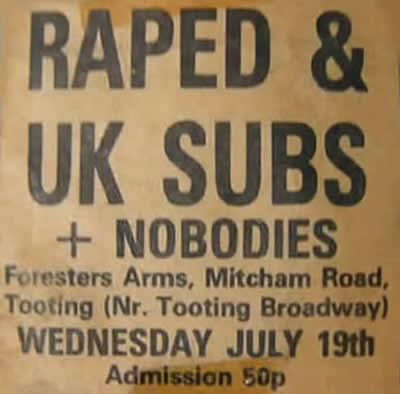 RAPED &
UK SUBS
+ NOBODIES
Foresters Arms, Mitcham Road,
Tooting (Nr. Tooting Broadway)
WEDNESDAY JULY 19th
Admission 50p